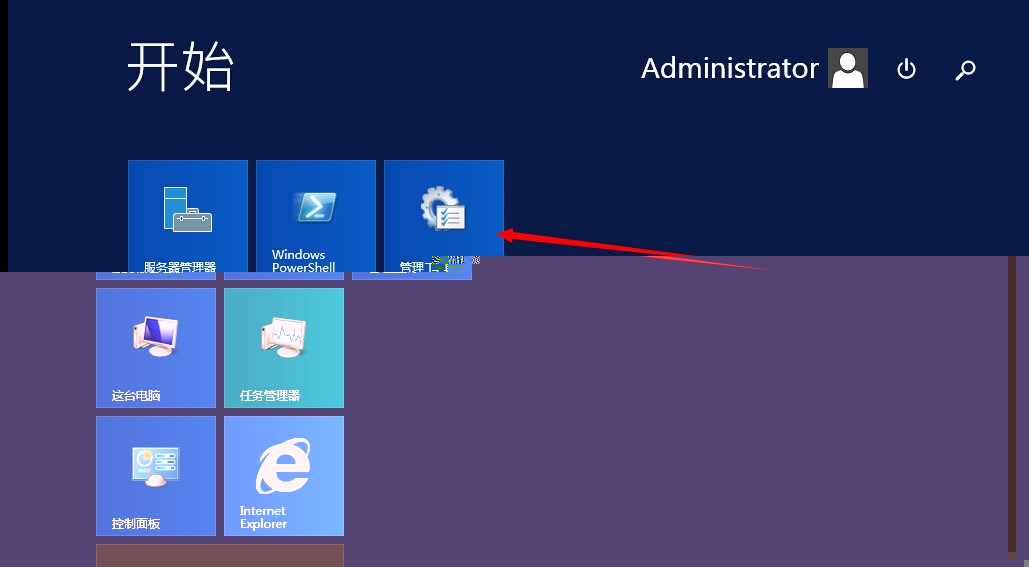 开始
Administrator
服务器管理器
Windows
PowerShell
管理工具
这台电脑
任务管理器
控制面板
Internet
Explorer